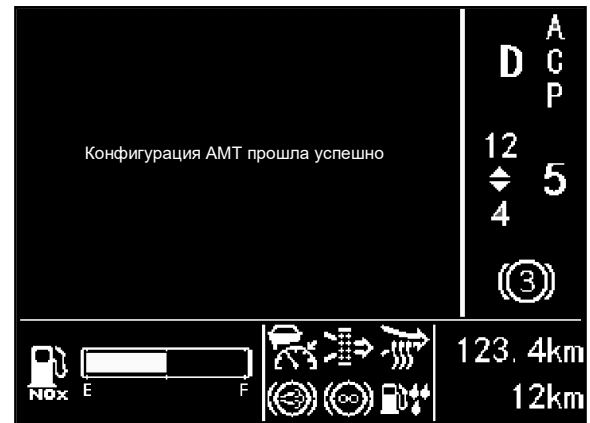 A
D C
P
Конфигурация АМТ прошла успешно
12
5
4
3
NOx E F
123. 4km
12km